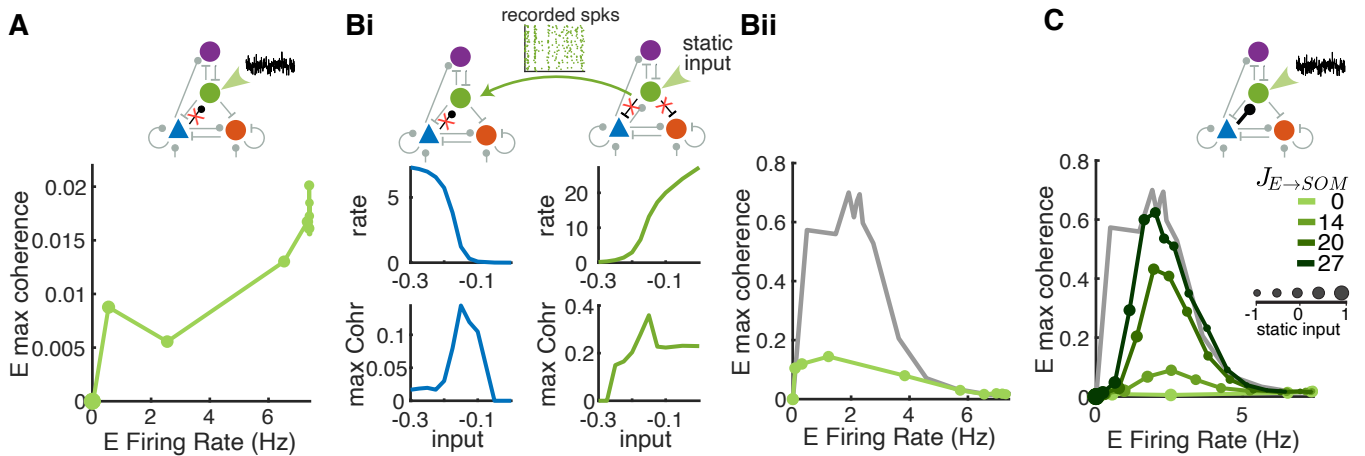 A
E max coherence
0.02
0.015
0.01
0.005
0
0 2 4 6
E Firing Rate (Hz)
Bi
recorded spks
static
input
rate
5
0
-0.3 -0.1
rate
20
10
0
-0.3 -0.1
max Cohr
0.1
0.05
0
-0.3 -0.1
input
max Cohr
0.4
0.2
0
-0.3 -0.1
input
Bii
E max coherence
0.8
0.6
0.4
0.2
0
0 2 4 6
E Firing Rate (Hz)
C
E max coherence
0.8
0.6
0.4
0.2
0
0 5
E Firing Rate (Hz)
J E→SOM
0
14
20
27
-1 0 1
static input